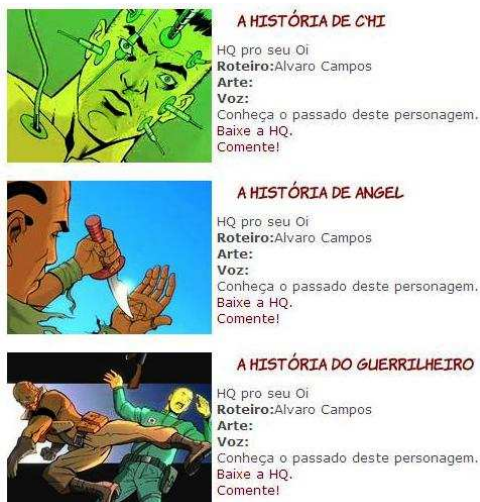 A HISTÓRIA DE C'HI
HQ pro seu Oi
Roteiro:Alvaro Campos
Arte:
Voz:
Conheça o passado deste personagem.
Baixe a HQ.
Comente!
A HISTÓRIA DE ANGEL
HQ pro seu Oi
Roteiro:Alvaro Campos
Arte:
Voz:
Conheça o passado deste personagem.
Baixe a HQ.
Comente!
A HISTÓRIA DO GUERRILHEIRO
HQ pro seu Oi
Roteiro:Alvaro Campos
Arte:
Voz:
Conheça o passado deste personagem.
Baixe a HQ.
Comente!